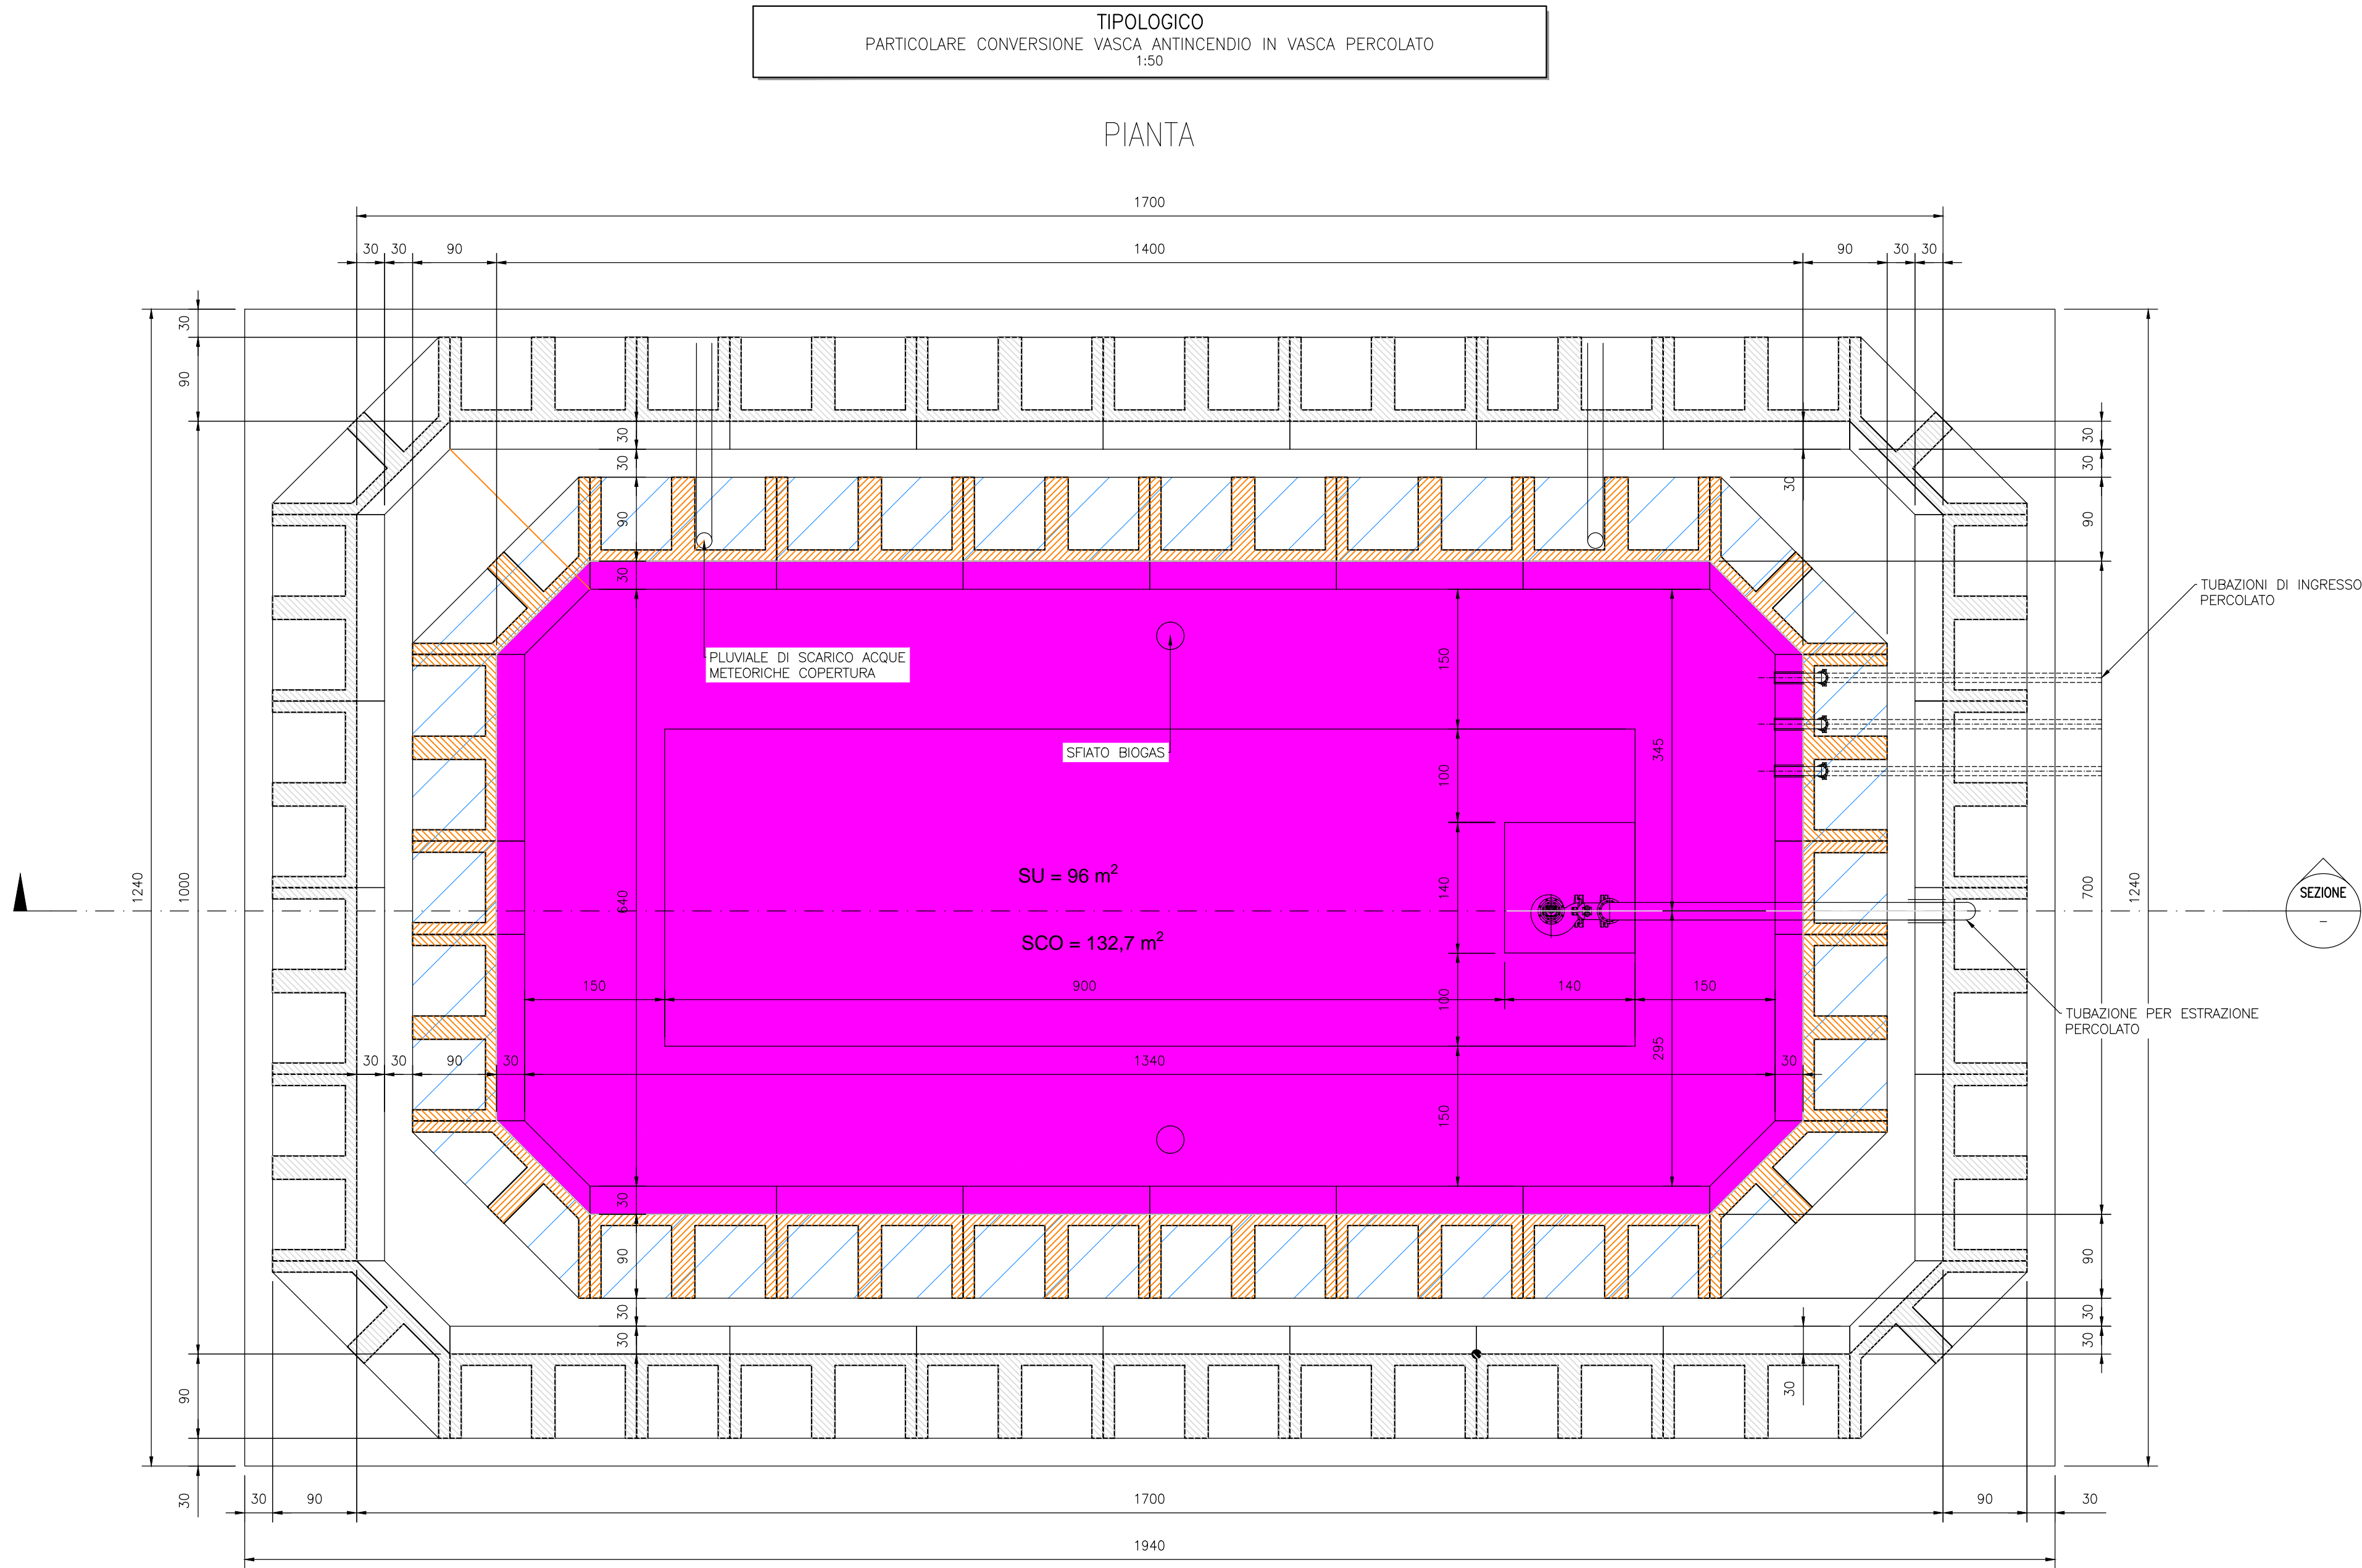 TIPOLOGICO
PARTICOLARE CONVERSIONE VASCA ANTINCENDIO IN VASCA PERCOLATO
1:50
PIANTA
1700
30 30 90 1400 90 30 30
30
90
30
30
90
30
30
30
30
90
1240
1000
640
PLUVIALE DI SCARICO ACQUE
METEORICHE COPERTURA
SFIATO BIOGAS
TUBAZIONI DI INGRESSO
PERCOLATO
150
100
140
100
150
345
295
SU = 96 m²
SCO = 132,7 m²
700
1240
SEZIONE
-
150 900 140 150
TUBAZIONE PER ESTRAZIONE
PERCOLATO
30 30 90 30 1340 30
30
90
30
30
30
90
30
30
90
30
30 90 1700 90 30
1940